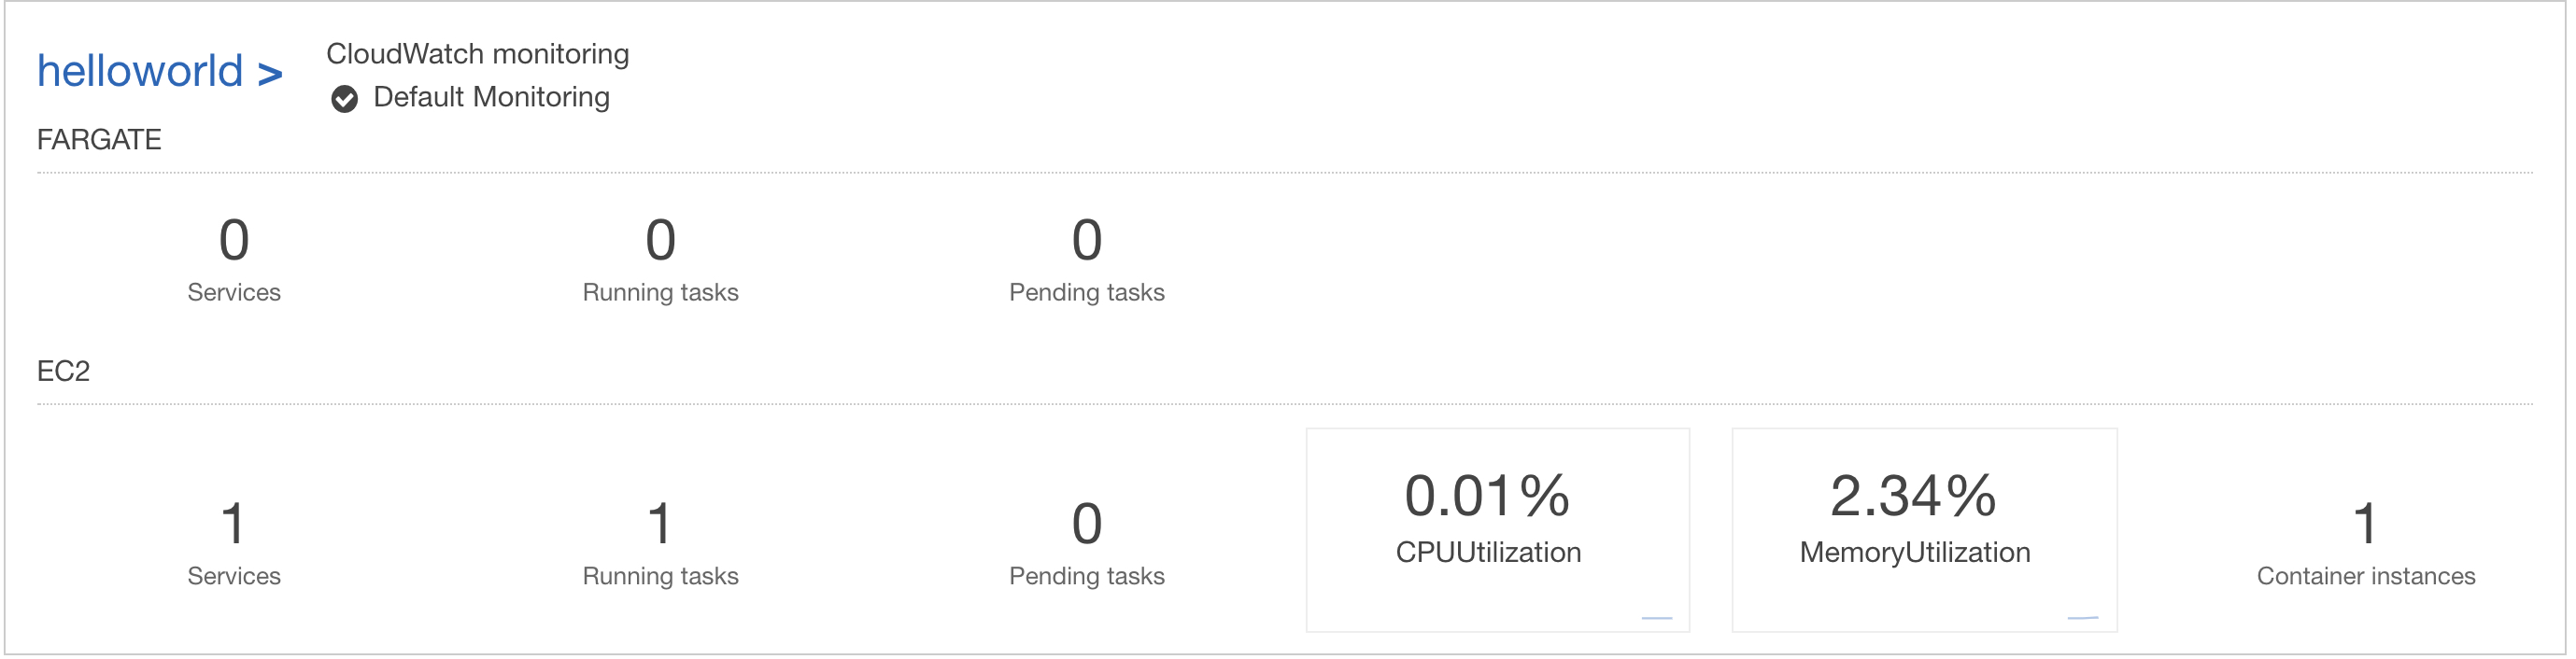 helloworld >
CloudWatch monitoring
Default Monitoring
FARGATE
0 0 0
Services Running tasks Pending tasks
EC2
1 1 0 0.01% 2.34% 1
Services Running tasks Pending tasks CPUUtilization MemoryUtilization Container instances